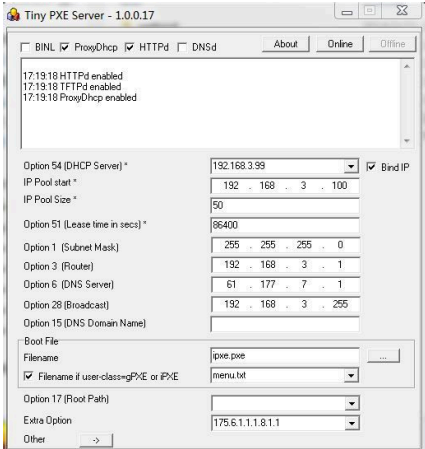 Tiny PXE Server - 1.0.0.17
BINL ProxyDhcp HTTPd DNSd About Online Offline
17:19:18 HTTPd enabled
17:19:18 TFTPd enabled
17:19:18 ProxyDhcp enabled
Option 54 (DHCP Server) * 192.168.3.99 Bind IP
IP Pool start * 192 . 168 . 3 . 100
IP Pool Size * 50
Option 51 (Lease time in secs) * 86400
Option 1 (Subnet Mask) 255 . 255 . 255 . 0
Option 3 (Router) 192 . 168 . 3 . 1
Option 6 (DNS Server) 61 . 177 . 7 . 1
Option 28 (Broadcast) 192 . 168 . 3 . 255
Option 15 (DNS Domain Name)
Boot File
Filename ipxe.pxe ...
Filename if user-class=gPXE or iPXE menu.txt
Option 17 (Root Path)
Extra Option 175.6.1.1.1.8.1.1
Other ->